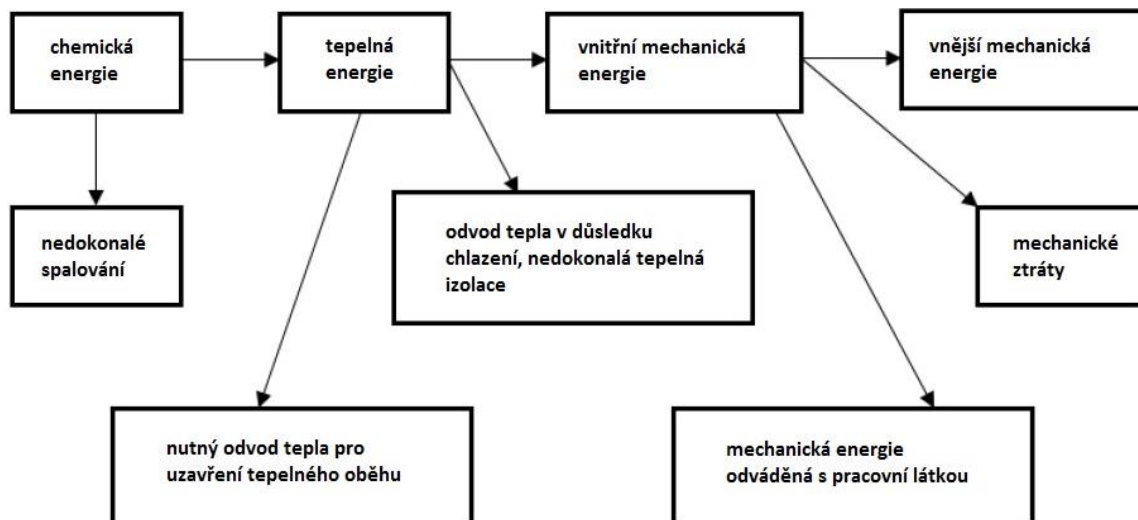 chemická
energie
tepelná
energie
vnitřní mechanická
energie
vnější mechanická
energie
nedokonalé
spalování
odvod tepla v důsledku
chlazení, nedokonalá tepelná
izolace
mechanické
ztráty
nutný odvod tepla pro
uzavření tepelného oběhu
mechanická energie
odváděná s pracovní látkou